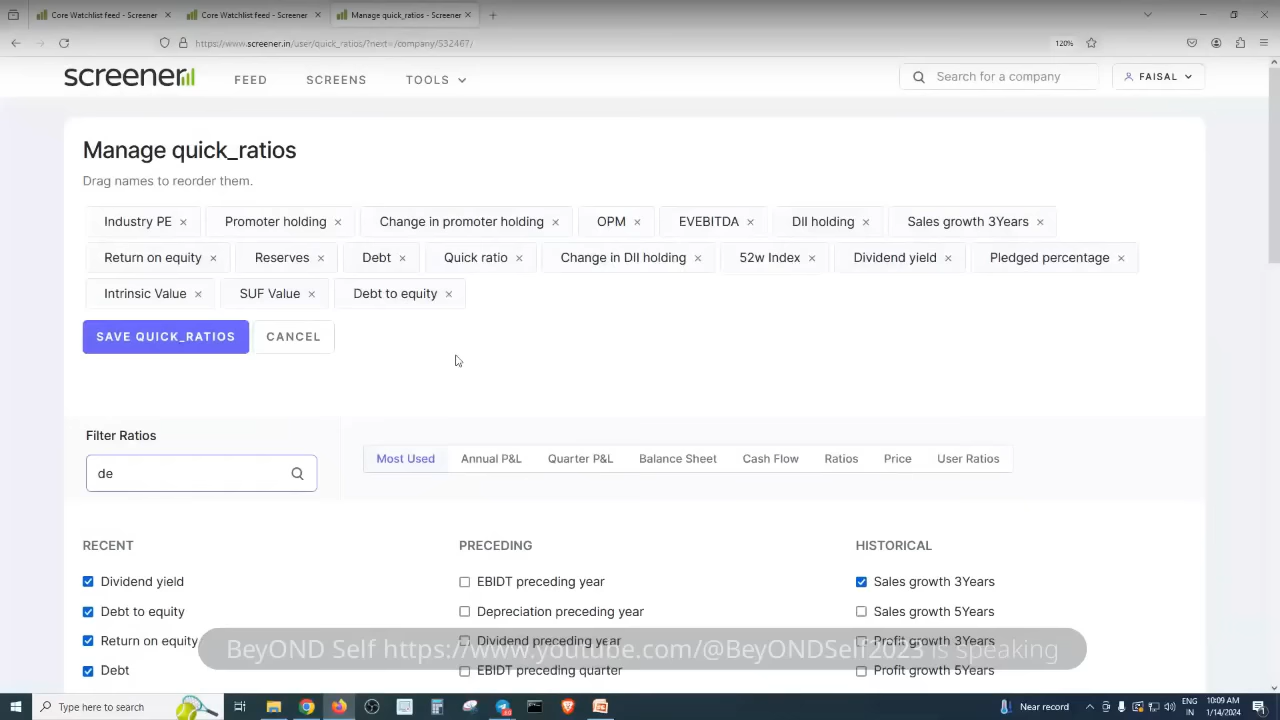 Core Watchlist: feed - Screener ×
Core Watchlist: feed - Screener ×
Manage quick_ratios - Screener ×
https://www.screener.in/user/quick_ratios/?next=/company/532467/
120%
screener
FEED SCREENS TOOLS
Search for a company
FAISAL
Manage quick_ratios
Drag names to reorder them.
Industry PE × Promoter holding × Change in promoter holding × OPM × EVEBITDA × DII holding × Sales growth 3Years ×
Return on equity × Reserves × Debt × Quick ratio × Change in DII holding × 52w Index × Dividend yield × Pledged percentage ×
Intrinsic Value × SUF Value × Debt to equity ×
SAVE QUICK_RATIOS CANCEL
Filter Ratios
de
Most Used Annual P&L Quarter P&L Balance Sheet Cash Flow Ratios Price User Ratios
RECENT PRECEDING HISTORICAL
Dividend yield EBIDT preceding year Sales growth 3Years
Debt to equity Depreciation preceding year Sales growth 5Years
Return on equity Dividend preceding year Profit growth 3Years
BeyOND Self https://www.youtube.com/@BeyONDSelf2025 is speaking
Debt EBIDT preceding quarter Profit growth 5Years
Type here to search
Near record
ENG
IN
10:09 AM
1/14/2024